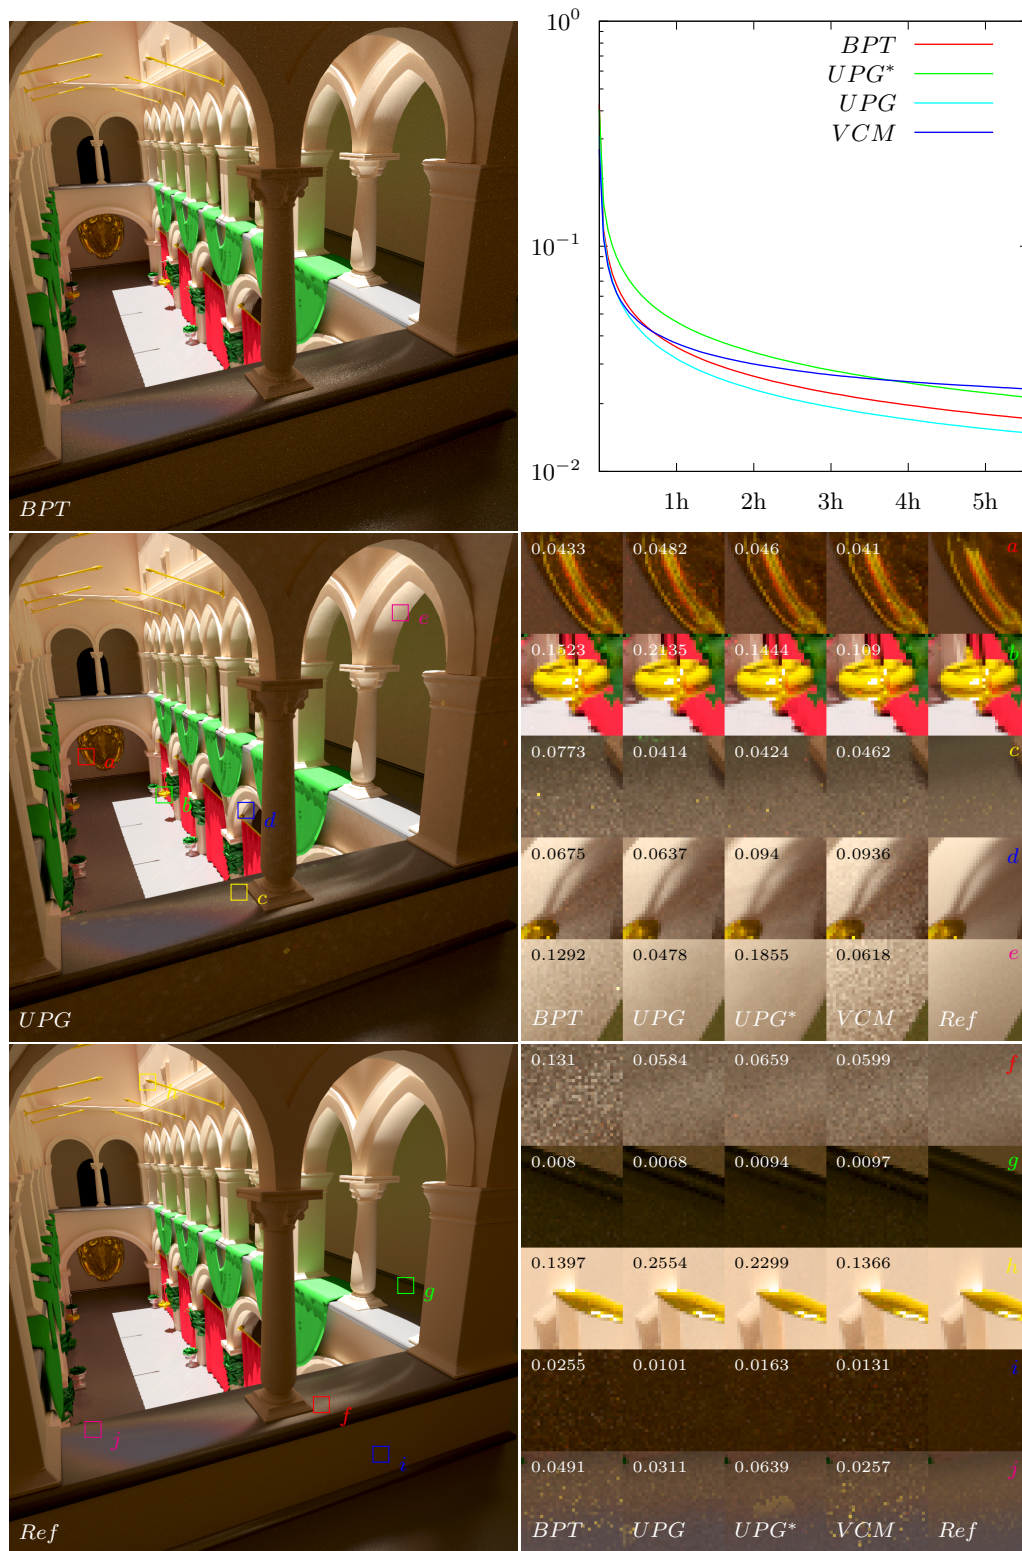 BPT
10⁰
10⁻¹
10⁻²
BPT
UPG*
UPG
VCM
1h 2h 3h 4h 5h
UPG
a
b
c
d
e
0.0433 0.0482 0.046 0.041 a
0.1523 0.2135 0.1444 0.109 b
0.0773 0.0414 0.0424 0.0462 c
0.0675 0.0637 0.094 0.0936 d
0.1292 0.0478 0.1855 0.0618 e
BPT UPG UPG* VCM Ref
Ref
h
g
f
j
i
0.131 0.0584 0.0659 0.0599 f
0.008 0.0068 0.0094 0.0097 g
0.1397 0.2554 0.2299 0.1366 h
0.0255 0.0101 0.0163 0.0131 i
0.0491 0.0311 0.0639 0.0257 j
BPT UPG UPG* VCM Ref